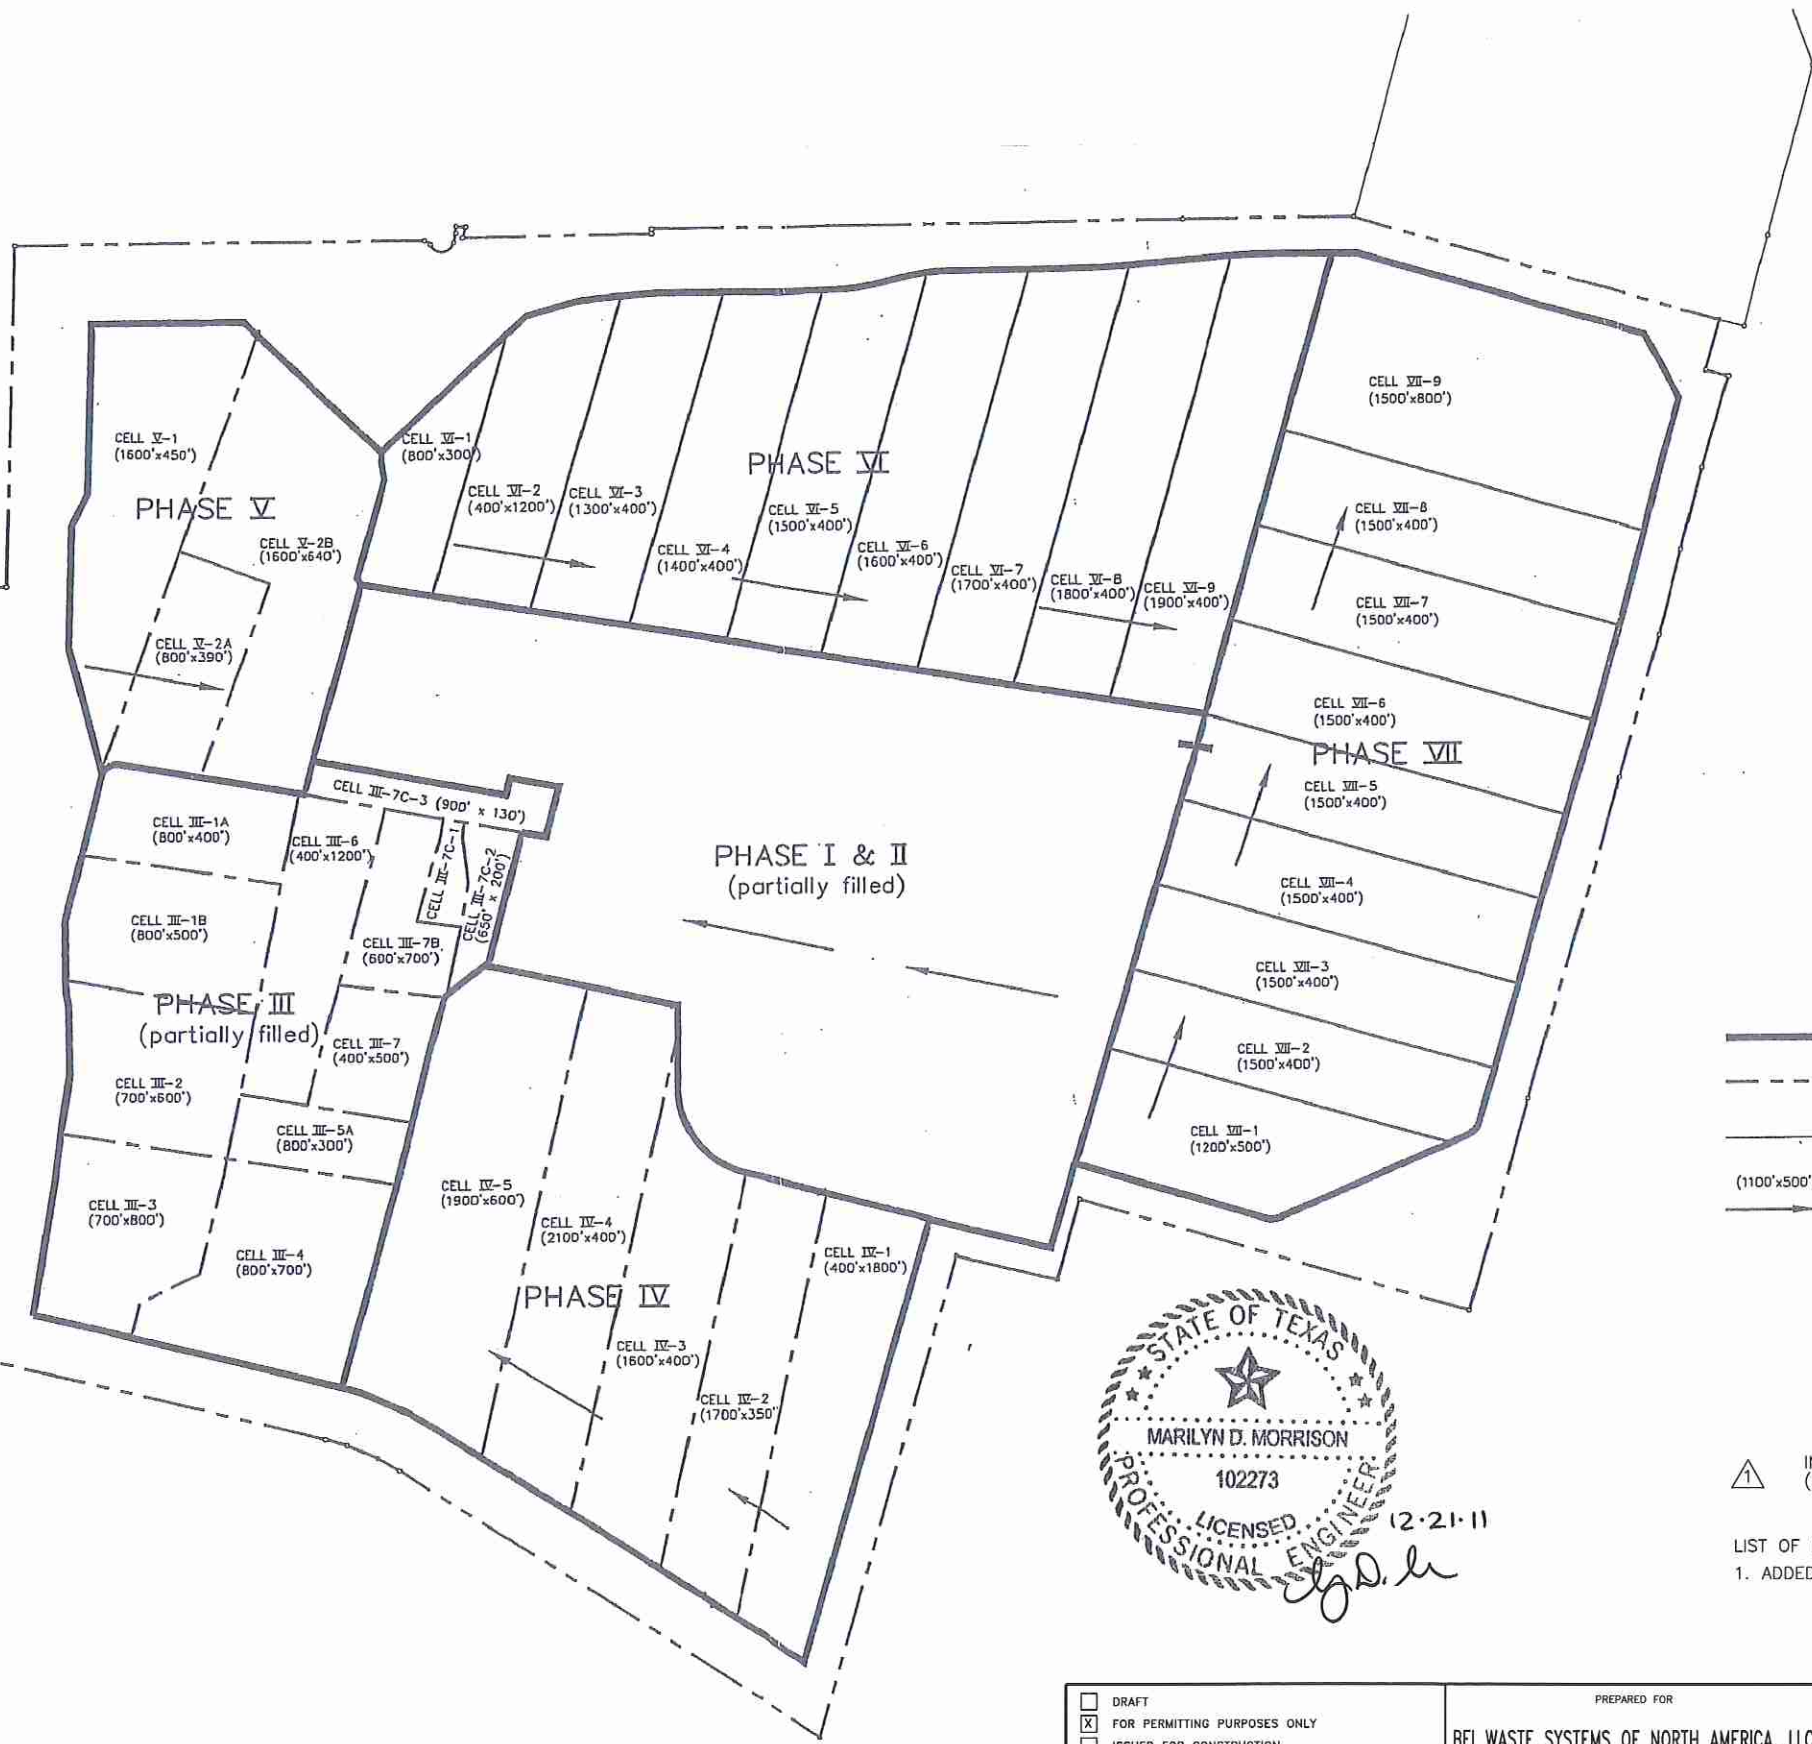 CELL VII-9
(1500'x800')
CELL V-1
(1600'x450')
CELL VI-1
(800'x300')
PHASE VI
PHASE V
CELL VI-2
(400'x1200')
CELL VI-3
(1300'x400')
CELL VI-5
(1500'x400')
CELL VII-8
(1500'x400')
CELL V-2B
(1600'x640')
CELL VI-4
(1400'x400')
CELL VI-6
(1600'x400')
CELL VI-7
(1700'x400')
CELL VI-8
(1800'x400')
CELL VI-9
(1900'x400')
CELL VII-7
(1500'x400')
CELL V-2A
(800'x390')
CELL VII-6
(1500'x400')
PHASE VII
CELL VII-5
(1500'x400')
CELL III-7C-3 (900' x 130')
CELL III-1A
(800'x400')
CELL III-6
(400'x1200')
CELL III-7C-1
CELL III-7C-2
(650' x 200')
PHASE I & II
(partially filled)
CELL VII-4
(1500'x400')
CELL III-1B
(800'x500')
CELL III-7B
(600'x700')
CELL VII-3
(1500'x400')
PHASE III
(partially filled)
CELL III-7
(400'x500')
CELL VII-2
(1500'x400')
CELL III-2
(700'x600')
CELL III-5A
(800'x300')
CELL VII-1
(1200'x500')
CELL III-3
(700'x800')
CELL IV-5
(1900'x600')
CELL IV-4
(2100'x400')
CELL IV-1
(400'x1800')
CELL III-4
(800'x700')
PHASE IV
CELL IV-3
(1600'x400')
CELL IV-2
(1700'x350'
(1100'x500'
STATE OF TEXAS
MARILYN D. MORRISON
102273
LICENSED
PROFESSIONAL ENGINEER
12.21.11
1
LIST OF
1. ADDED
DRAFT
X FOR PERMITTING PURPOSES ONLY
ISSUED FOR CONSTRUCTION
PREPARED FOR
BFI WASTE SYSTEMS OF NORTH AMERICA, LLC